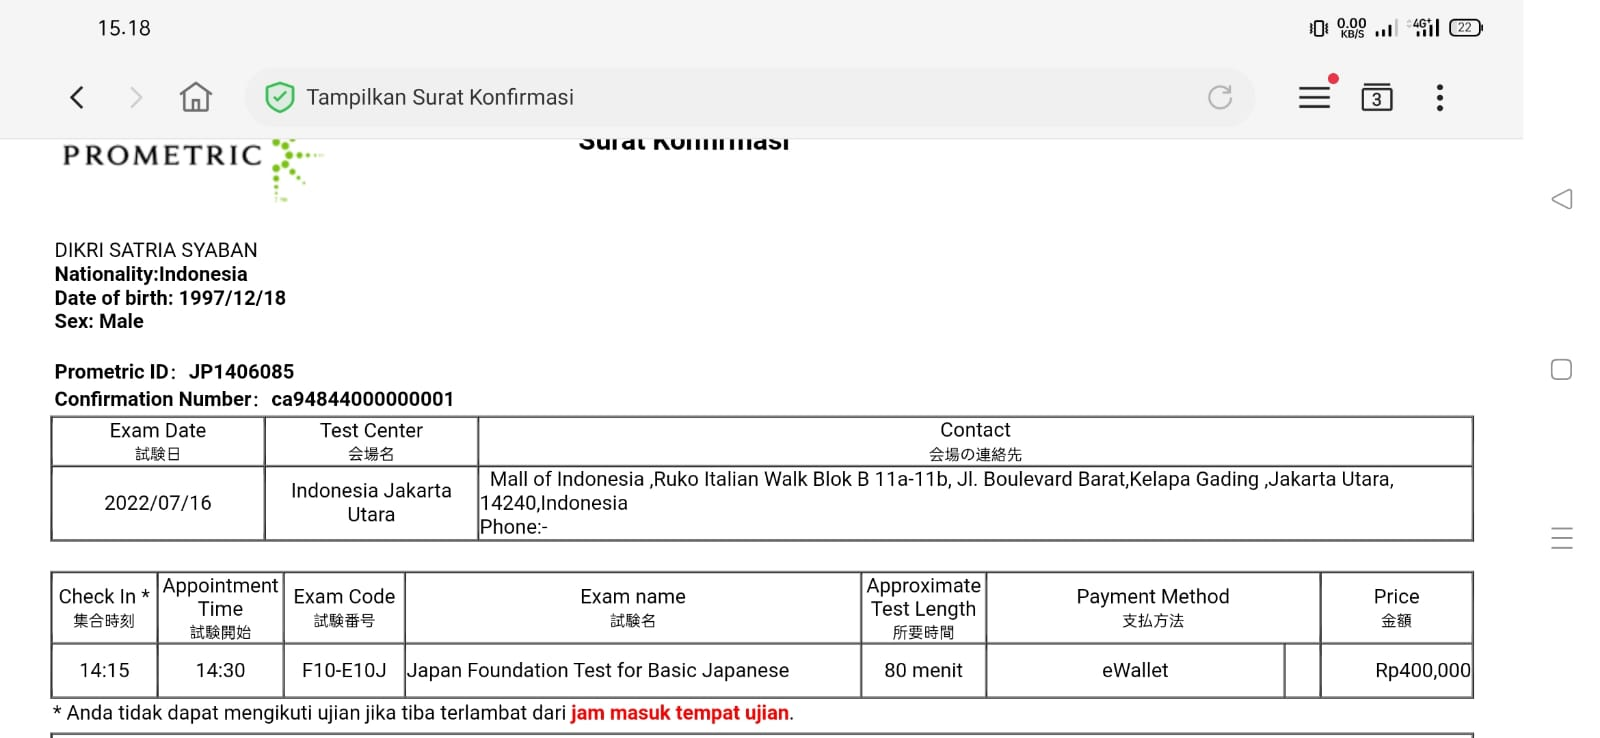 15.18
0.00
KB/S
4G+
22
Tampilkan Surat Konfirmasi
3
PROMETRIC
Surat Konfirmasi
DIKRI SATRIA SYABAN
Nationality:Indonesia
Date of birth: 1997/12/18
Sex: Male
Prometric ID： JP1406085
Confirmation Number： ca94844000000001
Exam Date
試験日
Test Center
会場名
Contact
会場の連絡先
2022/07/16
Indonesia Jakarta
Utara
Mall of Indonesia ,Ruko Italian Walk Blok B 11a-11b, Jl. Boulevard Barat,Kelapa Gading ,Jakarta Utara,
14240,Indonesia
Phone:-
Check In *
集合時刻
Appointment
Time
試験開始
Exam Code
試験番号
Exam name
試験名
Approximate
Test Length
所要時間
Payment Method
支払方法
Price
金額
14:15
14:30
F10-E10J
Japan Foundation Test for Basic Japanese
80 menit
eWallet
Rp400,000
* Anda tidak dapat mengikuti ujian jika tiba terlambat dari jam masuk tempat ujian.